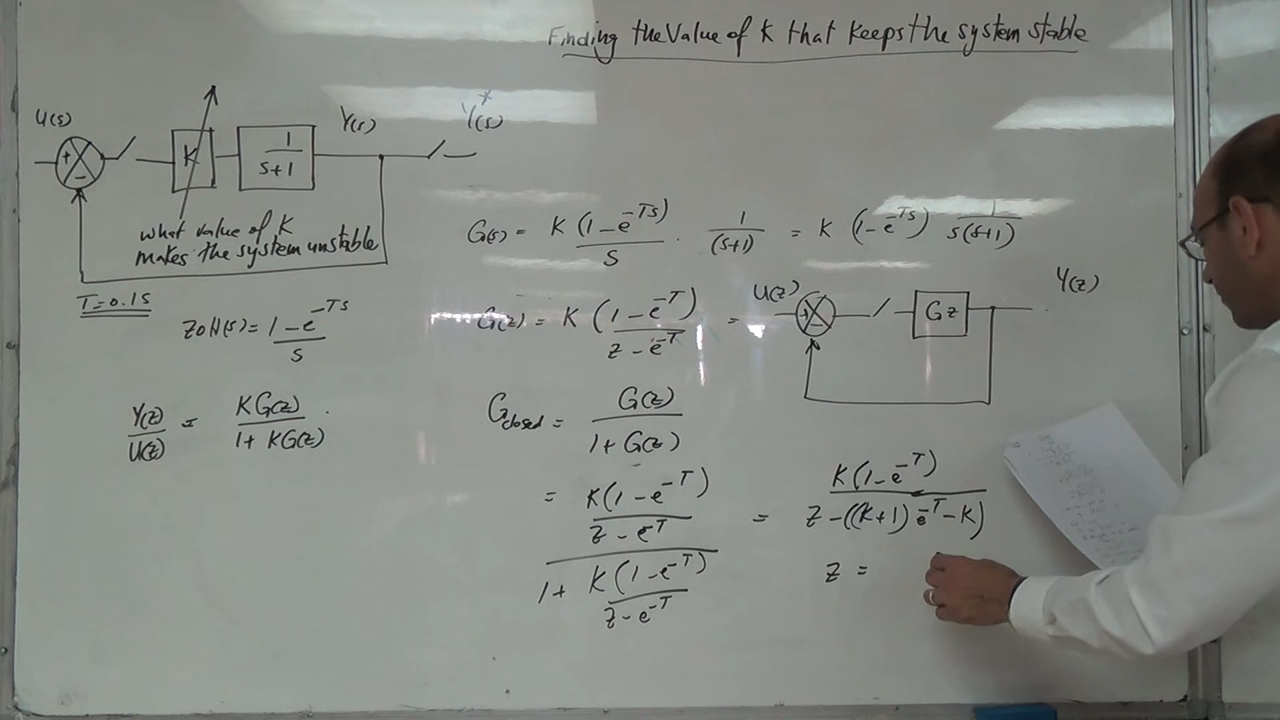 Finding the Value of K that keeps the system stable
U(s)
+
-
K
1/(s+1)
Y(s)
Y*(s)
what value of K
makes the system unstable
T=0.1s
ZOH(s) = (1 - e^-Ts)/s
Y(z)/U(z) = KG(z)/(1 + KG(z)).
G(s) = K (1 - e^-Ts)/s . 1/(s+1) = K (1 - e^-Ts) 1/(s(s+1))
G(z) = K (1 - e^-T)/(z - e^-T) =
U(z)
+
-
Gz
Y(z)
Gclosed = G(z)/(1 + G(z))
= (K(1 - e^-T)/(z - e^-T))/(1 + K(1 - e^-T)/(z - e^-T)) = K(1 - e^-T)/(z - ((K+1) e^-T - K))
z =